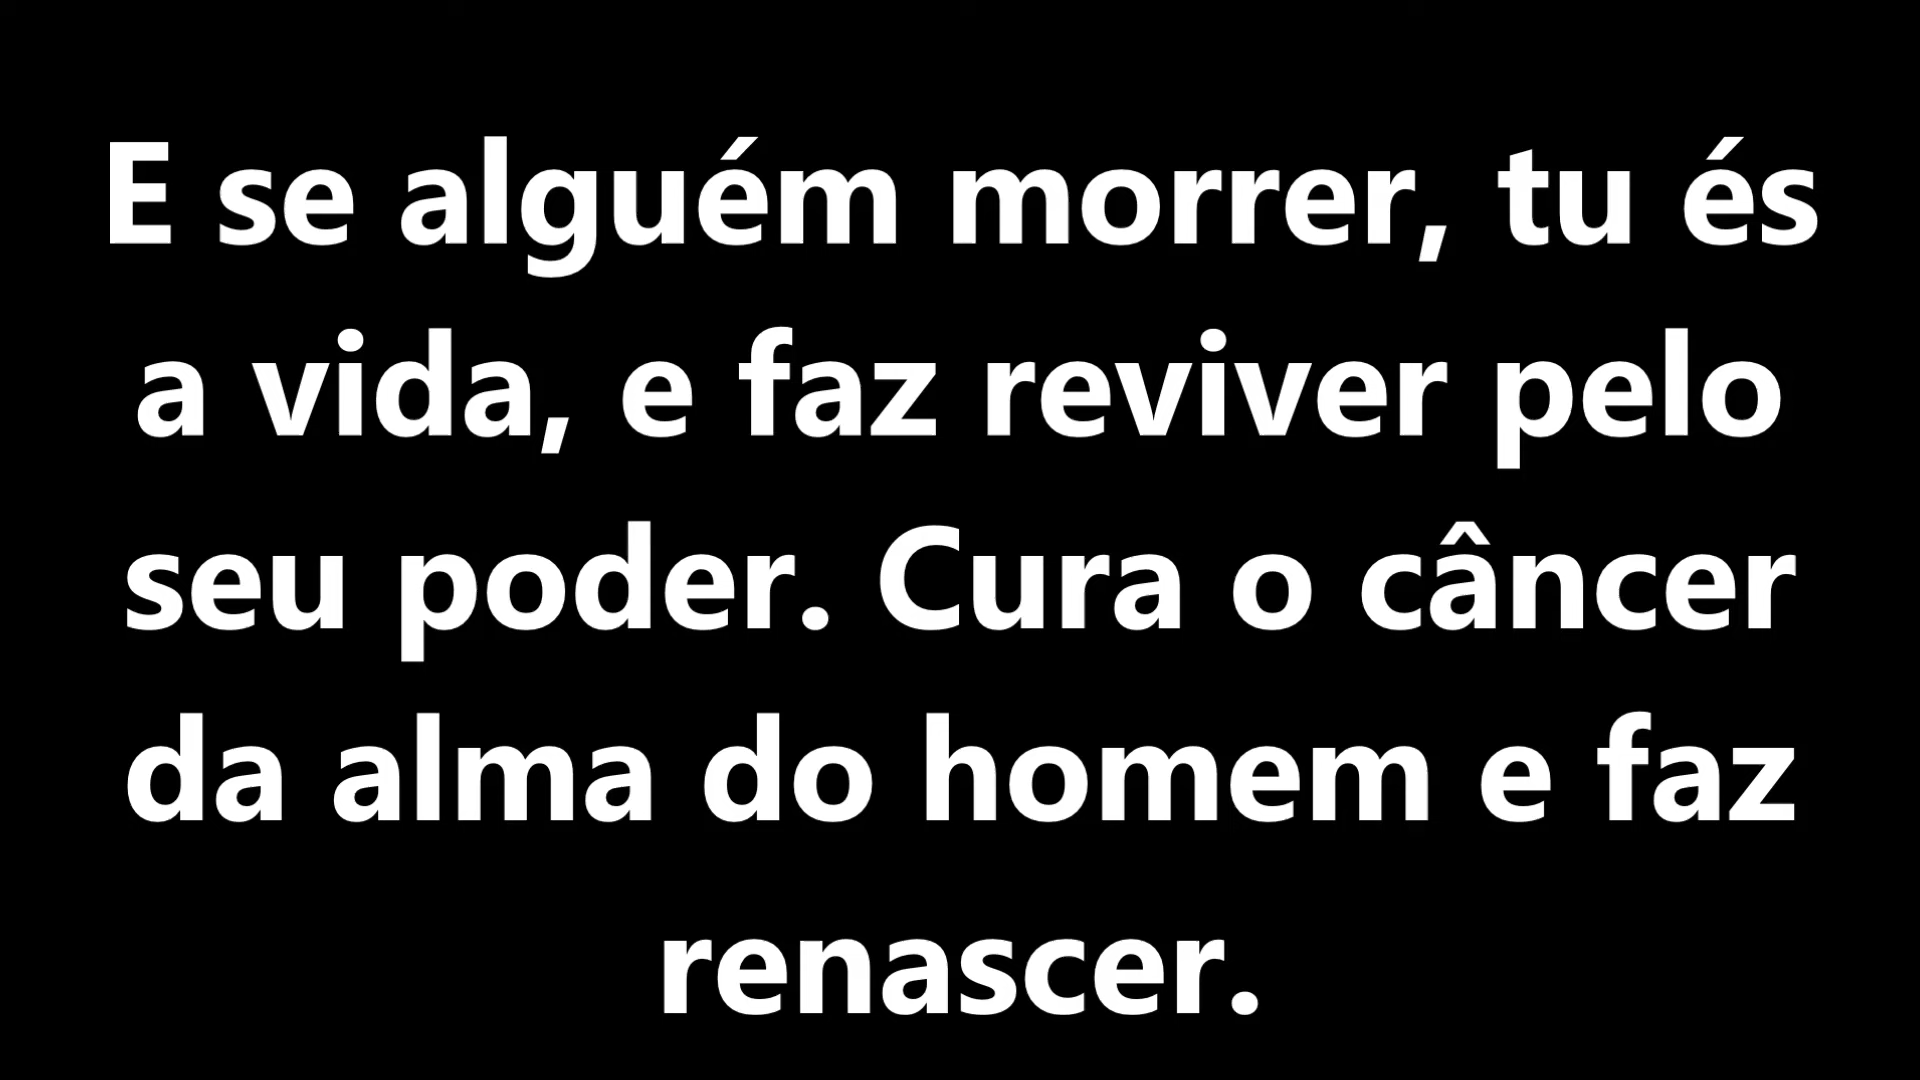 E se alguém morrer, tu és
a vida, e faz reviver pelo
seu poder. Cura o câncer
da alma do homem e faz
renascer.